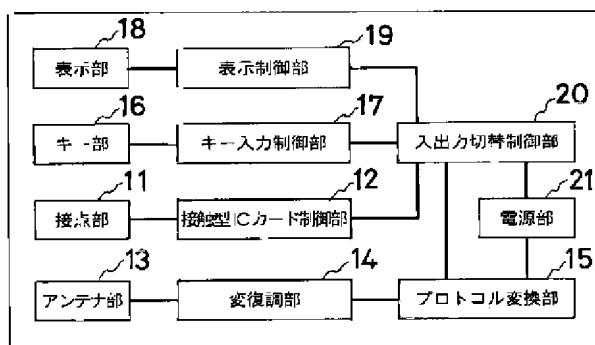 18
19
表示部
表示制御部
16
17
20
キー部
キー入力制御部
入出力切替制御部
11
12
21
接点部
接触型ICカード制御部
電源部
13
14
15
アンテナ部
変復調部
プロトコル変換部